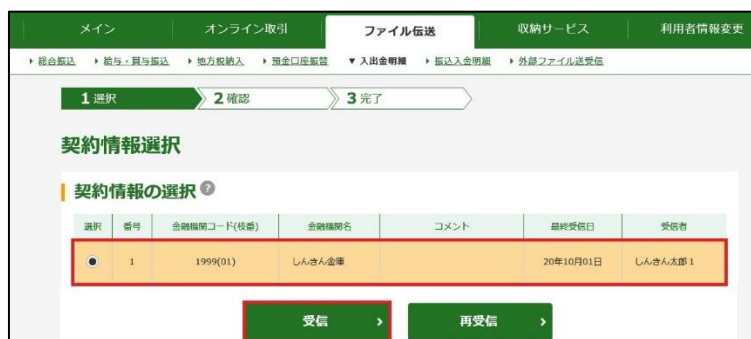 メイン オンライン取引 ファイル伝送 収納サービス 利用者情報変更
総合振込 給与・賞与振込 地方税納入 預金口座振替 入出金明細 振込入金明細 外部ファイル送受信
1 選択 2 確認 3 完了
契約情報選択
契約情報の選択 ?
選択 番号 金融機関コード(枝番) 金融機関名 コメント 最終受信日 受信者
1 1999(01) しんきん金庫 20年10月01日 しんきん太郎1
受信 再受信